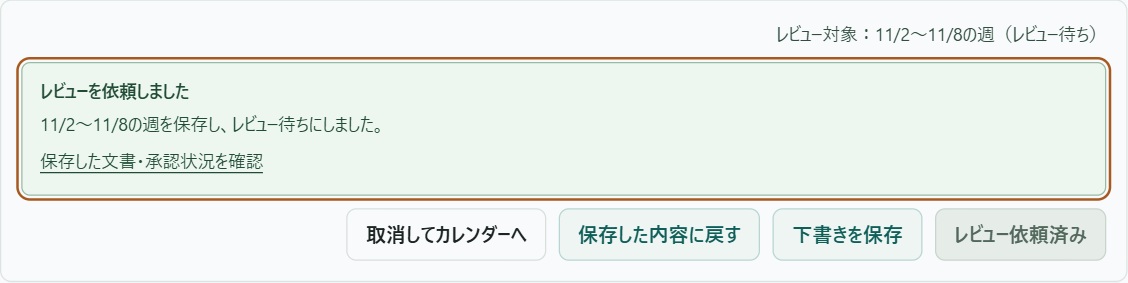 レビュー対象：11/2～11/8の週（レビュー待ち）
レビューを依頼しました
11/2～11/8の週を保存し、レビュー待ちにしました。
保存した文書・承認状況を確認
取消してカレンダーへ 保存した内容に戻す 下書きを保存 レビュー依頼済み